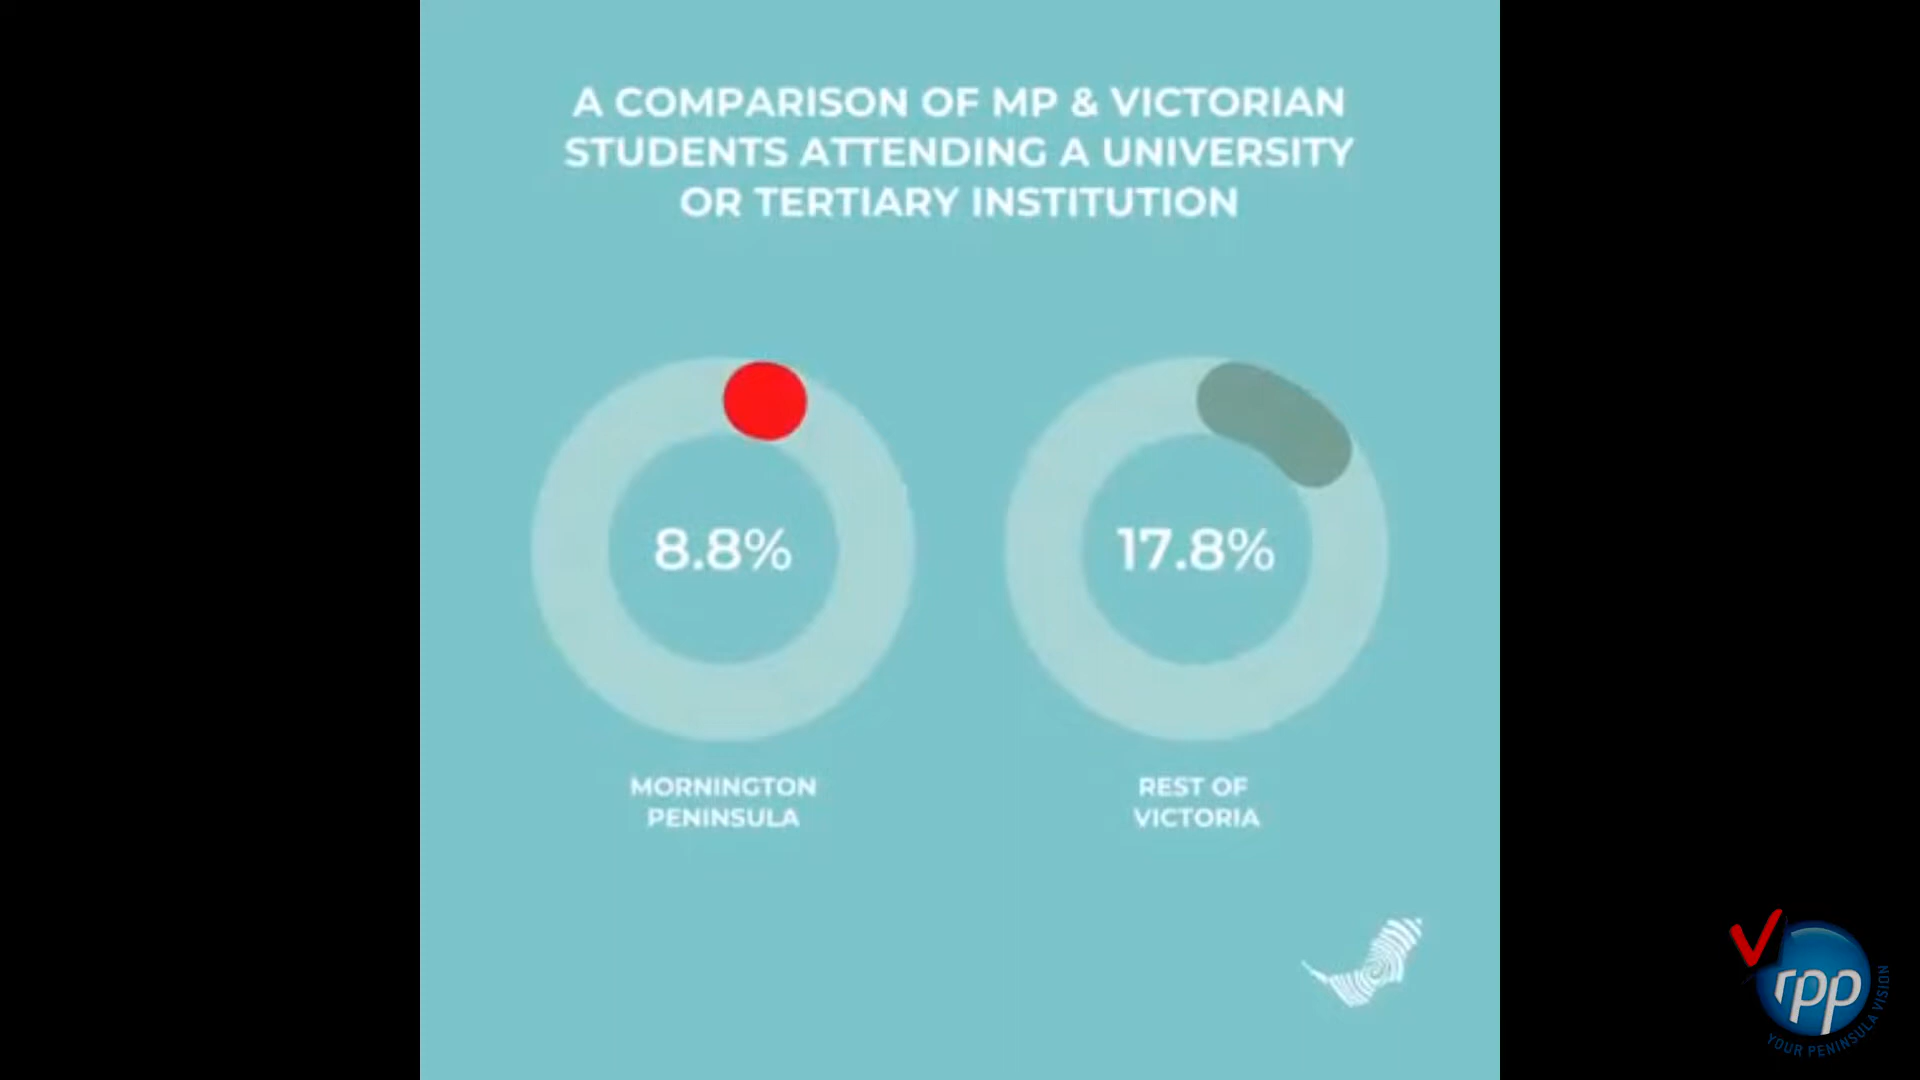 A COMPARISON OF MP & VICTORIAN
STUDENTS ATTENDING A UNIVERSITY
OR TERTIARY INSTITUTION
8.8%
17.8%
MORNINGTON
PENINSULA
REST OF
VICTORIA
rpp
YOUR PENINSULA VISION